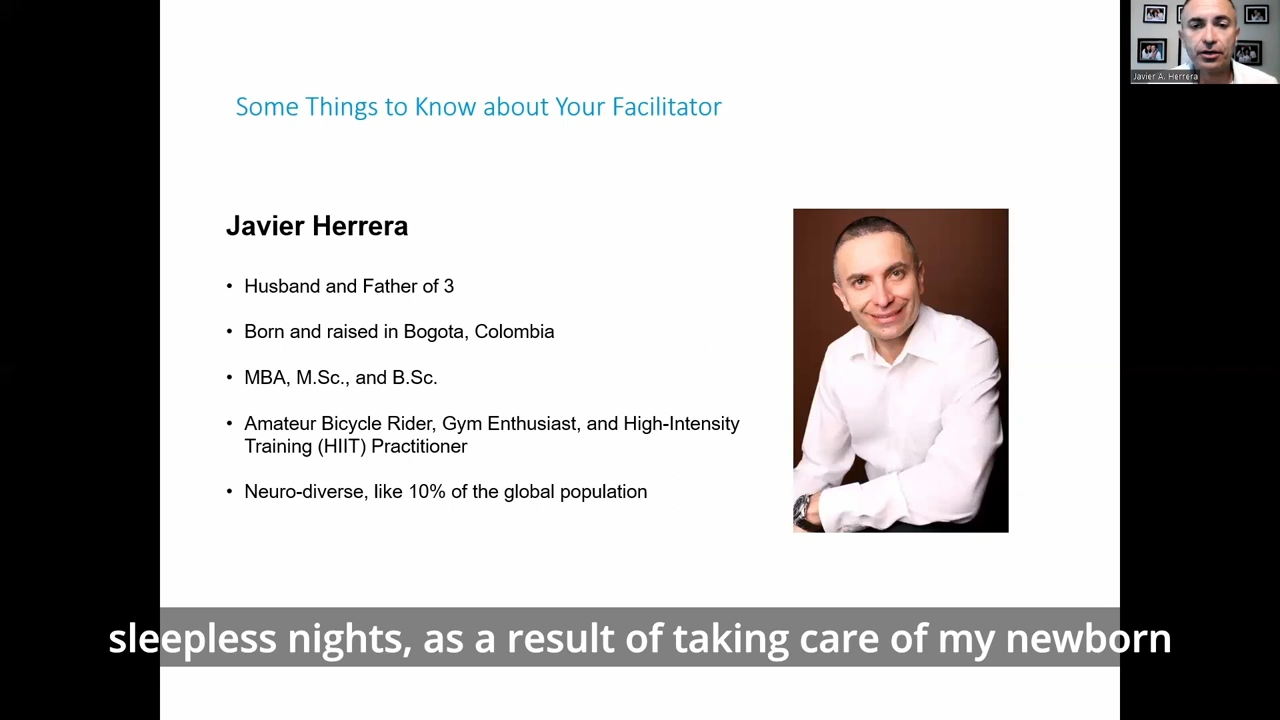 Javier A. Herrera
Some Things to Know about Your Facilitator
Javier Herrera
• Husband and Father of 3
• Born and raised in Bogota, Colombia
• MBA, M.Sc., and B.Sc.
• Amateur Bicycle Rider, Gym Enthusiast, and High-Intensity
Training (HIIT) Practitioner
• Neuro-diverse, like 10% of the global population
sleepless nights, as a result of taking care of my newborn